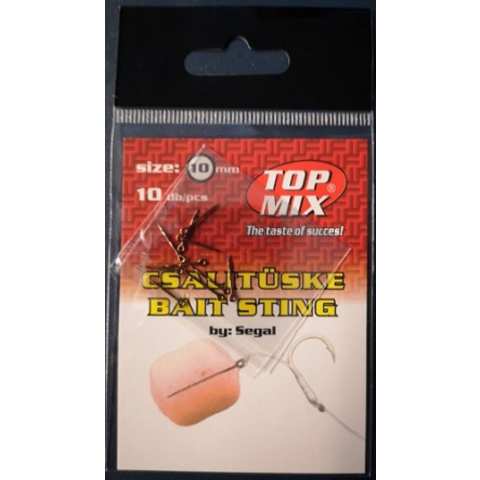 size: 10 mm
10 db/pcs
TOP
MIX®
The taste of succes!
CSALITÜSKE
BAIT STING
by: Segal